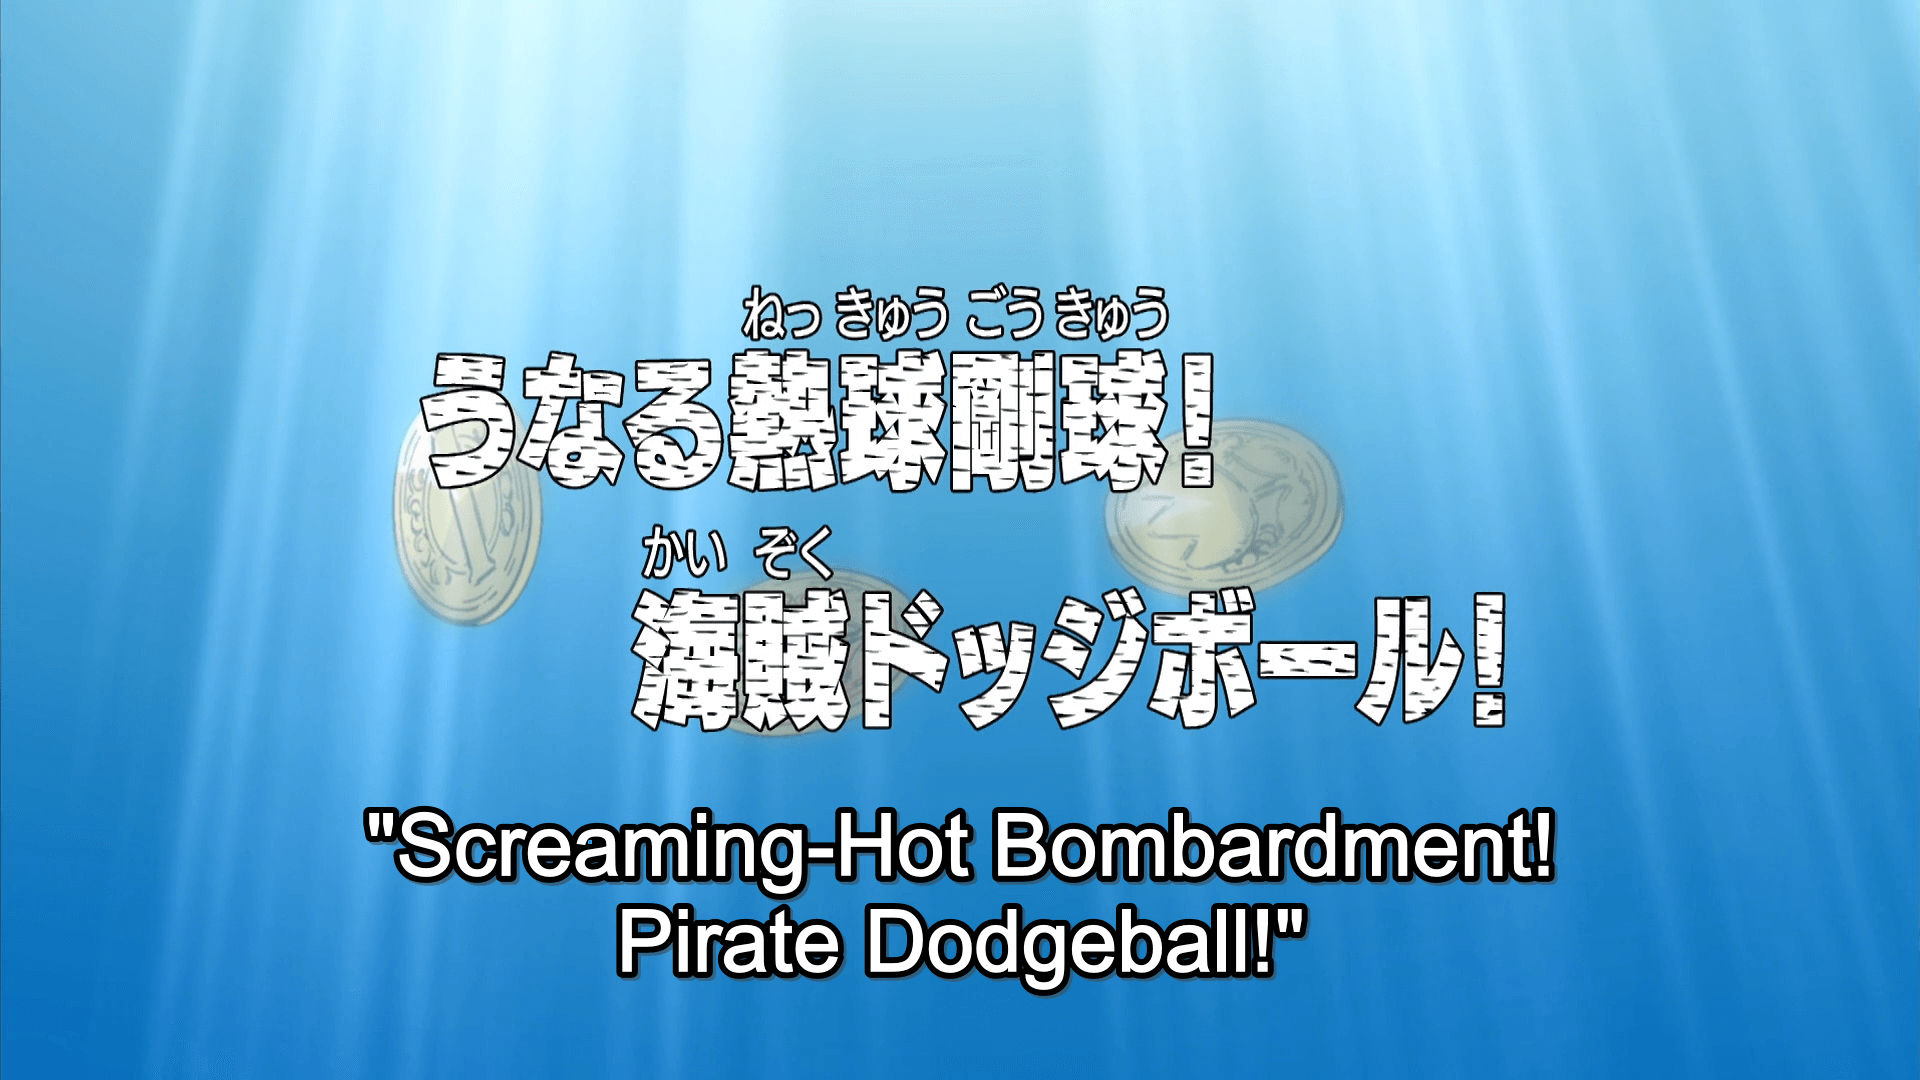 ねっ きゅう ごう きゅう
うなる熱球剛球!
かい ぞく
海賊ドッジボール!
"Screaming-Hot Bombardment!
Pirate Dodgeball!"